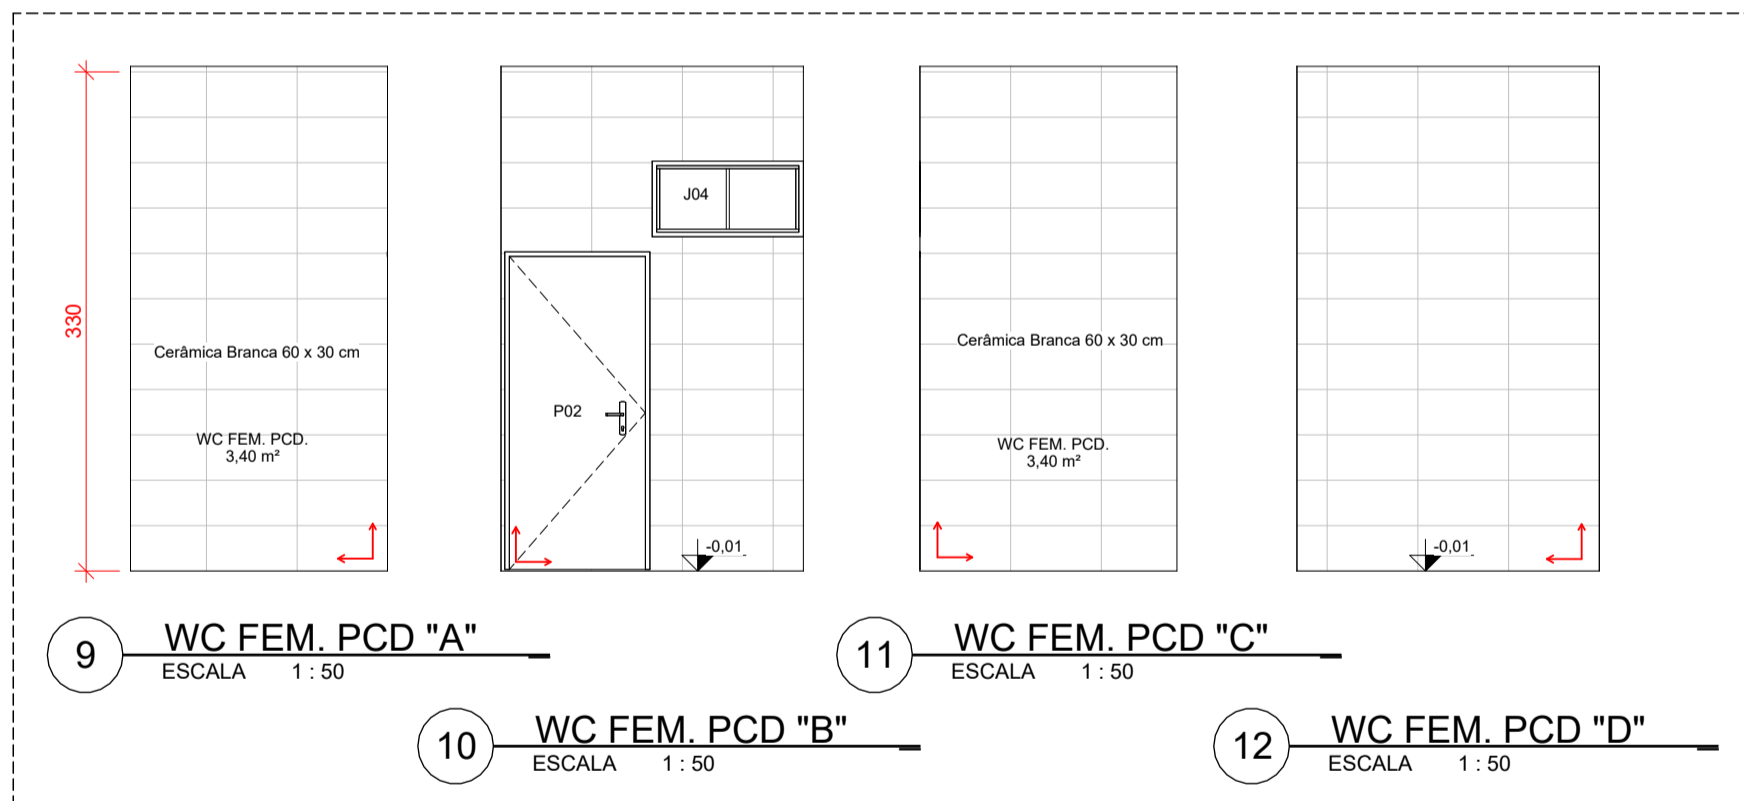 330
Cerâmica Branca 60 x 30 cm
WC FEM. PCD.
3,40 m²
J04
P02
-0,01
Cerâmica Branca 60 x 30 cm
WC FEM. PCD.
3,40 m²
-0,01
9
WC FEM. PCD "A"
ESCALA 1 : 50
10
WC FEM. PCD "B"
ESCALA 1 : 50
11
WC FEM. PCD "C"
ESCALA 1 : 50
12
WC FEM. PCD "D"
ESCALA 1 : 50